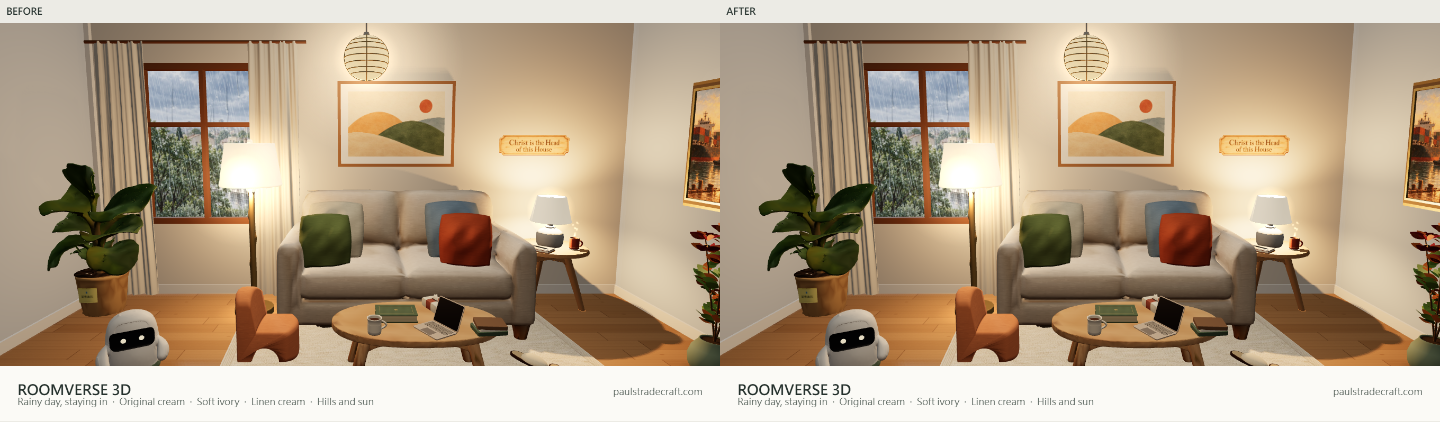 BEFORE
Christ is the Head
of this House
ROOMVERSE 3D
Rainy day, staying in · Original cream · Soft ivory · Linen cream · Hills and sun
paulstradecraft.com
AFTER
Christ is the Head
of this House
ROOMVERSE 3D
Rainy day, staying in · Original cream · Soft ivory · Linen cream · Hills and sun
paulstradecraft.com